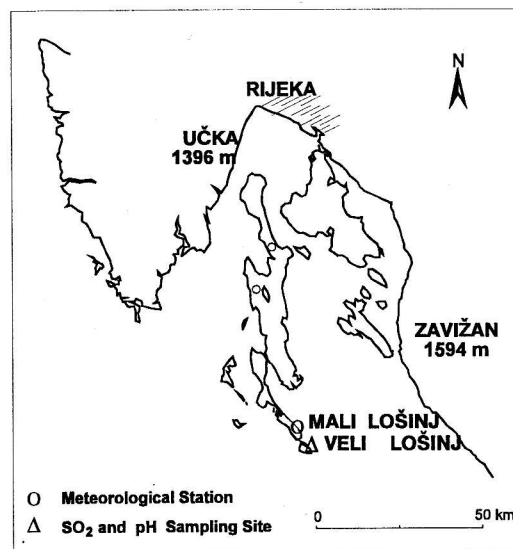 N
RIJEKA
UČKA
1396 m
ZAVIŽAN
1594 m
MALI LOŠINJ
VELI LOŠINJ
O Meteorological Station
Δ SO₂ and pH Sampling Site
0 50 km